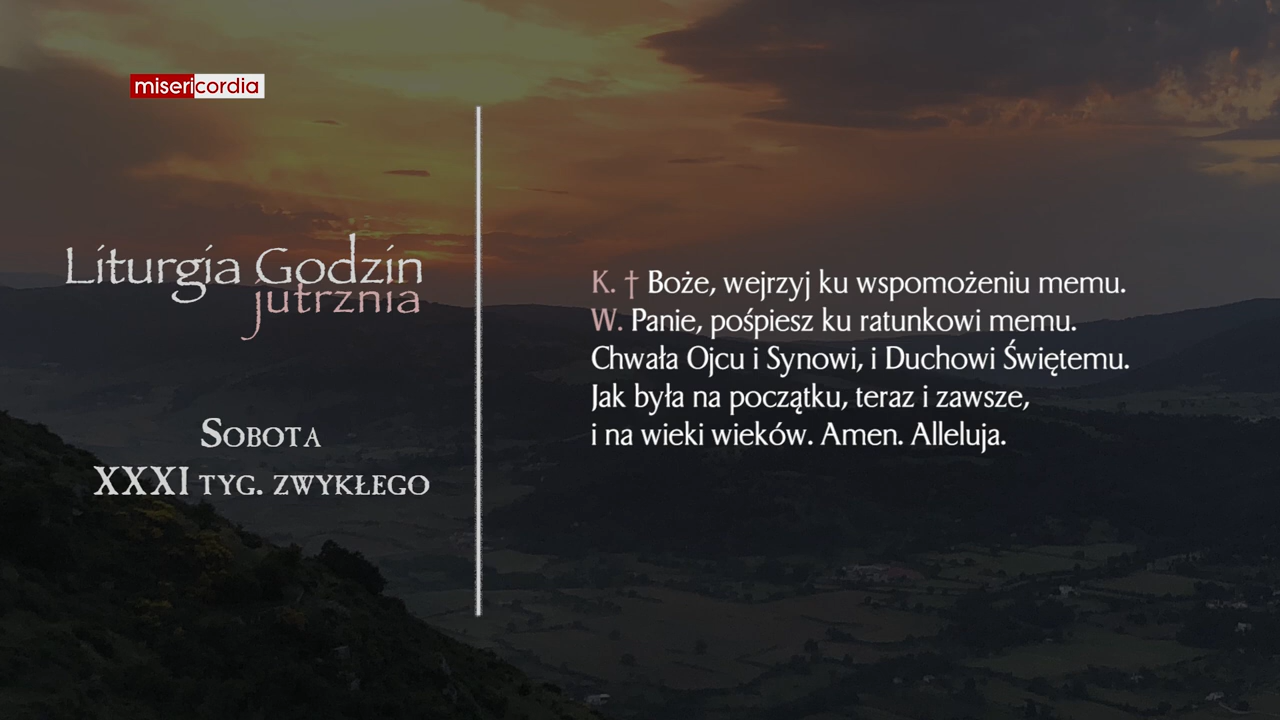 misericordia
Liturgia Godzin
jutrznia
Sobota
XXXI tyg. zwykłego
K. † Boże, wejrzyj ku wspomożeniu memu.
W. Panie, pośpiesz ku ratunkowi memu.
Chwała Ojcu i Synowi, i Duchowi Świętemu.
Jak była na początku, teraz i zawsze,
i na wieki wieków. Amen. Alleluja.